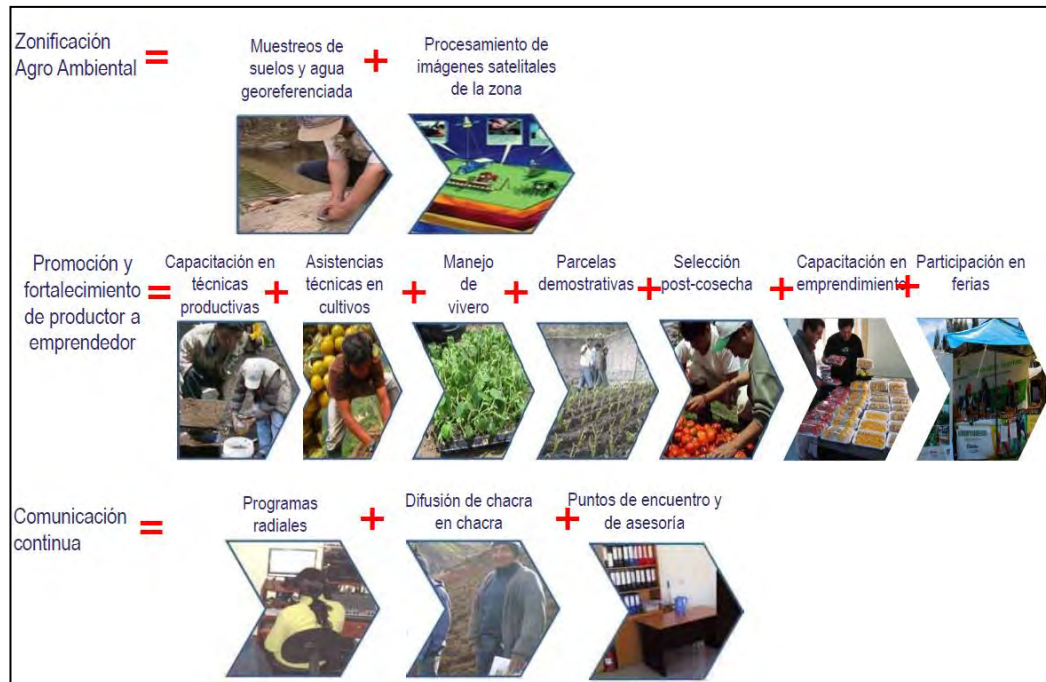 Zonificación
Agro Ambiental
=
Muestreos de
suelos y agua
georeferenciada
+
Procesamiento de
imágenes satelitales
de la zona
Promoción y
fortalecimiento
de productor a
emprendedor
=
Capacitación en
técnicas
productivas
+
Asistencias
técnicas en
cultivos
+
Manejo
de
vivero
+
Parcelas
demostrativas
+
Selección
post-cosecha
+
Capacitación en
emprendimiento
+
Participación en
ferias
Comunicación
continua
=
Programas
radiales
+
Difusión de chacra
en chacra
+
Puntos de encuentro y
de asesoría